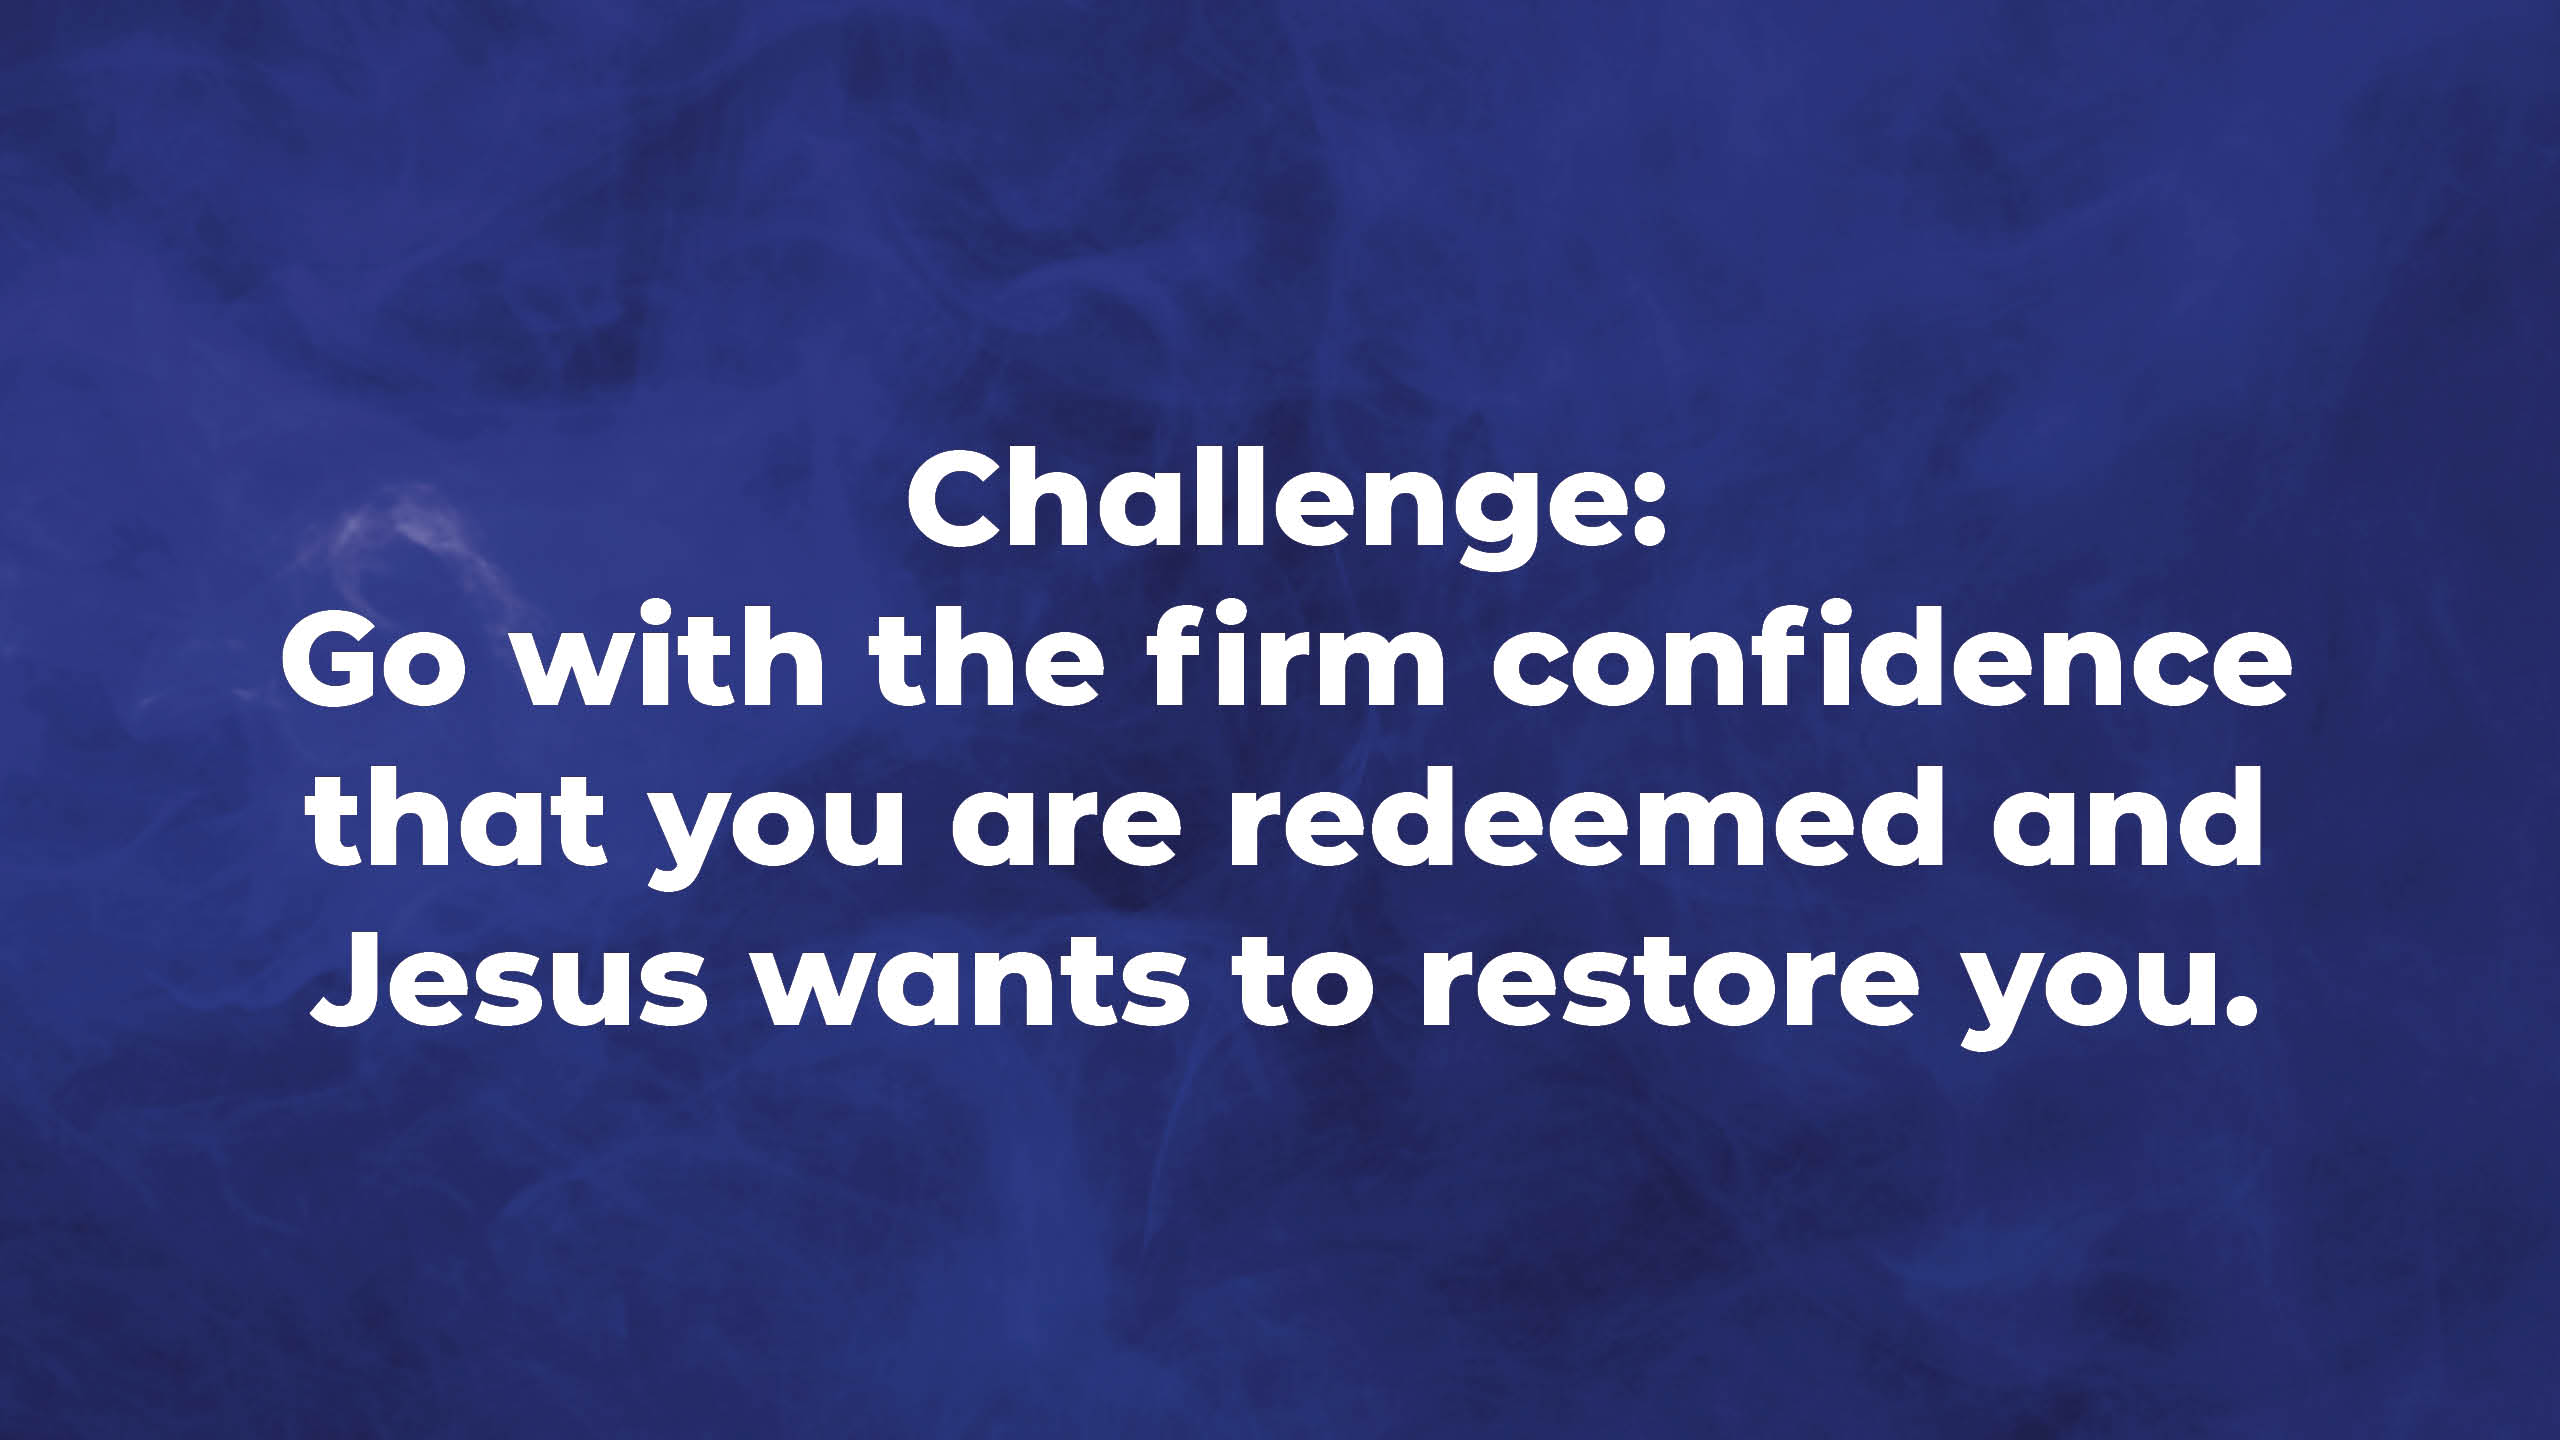 Challenge:
Go with the firm confidence
that you are redeemed and
Jesus wants to restore you.